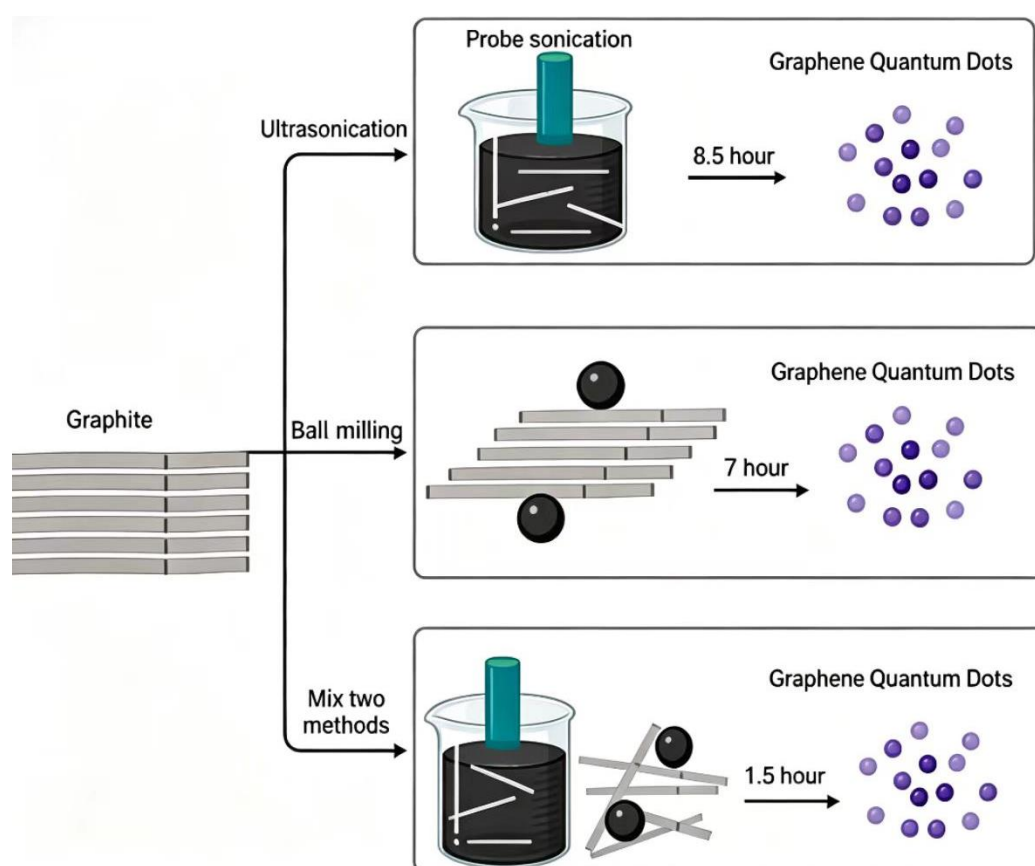 Probe sonication
Graphene Quantum Dots
Ultrasonication
8.5 hour
Graphene Quantum Dots
Graphite
Ball milling
7 hour
Graphene Quantum Dots
Mix two
methods
1.5 hour